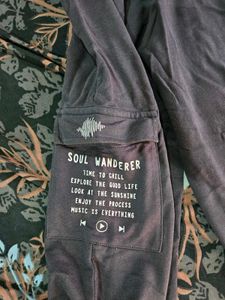 SOUL WANDERER
TIME TO CHILL
EXPLORE THE GOOD LIFE
LOOK AT THE SUNSHINE
ENJOY THE PROCESS
MUSIC IS EVERYTHING